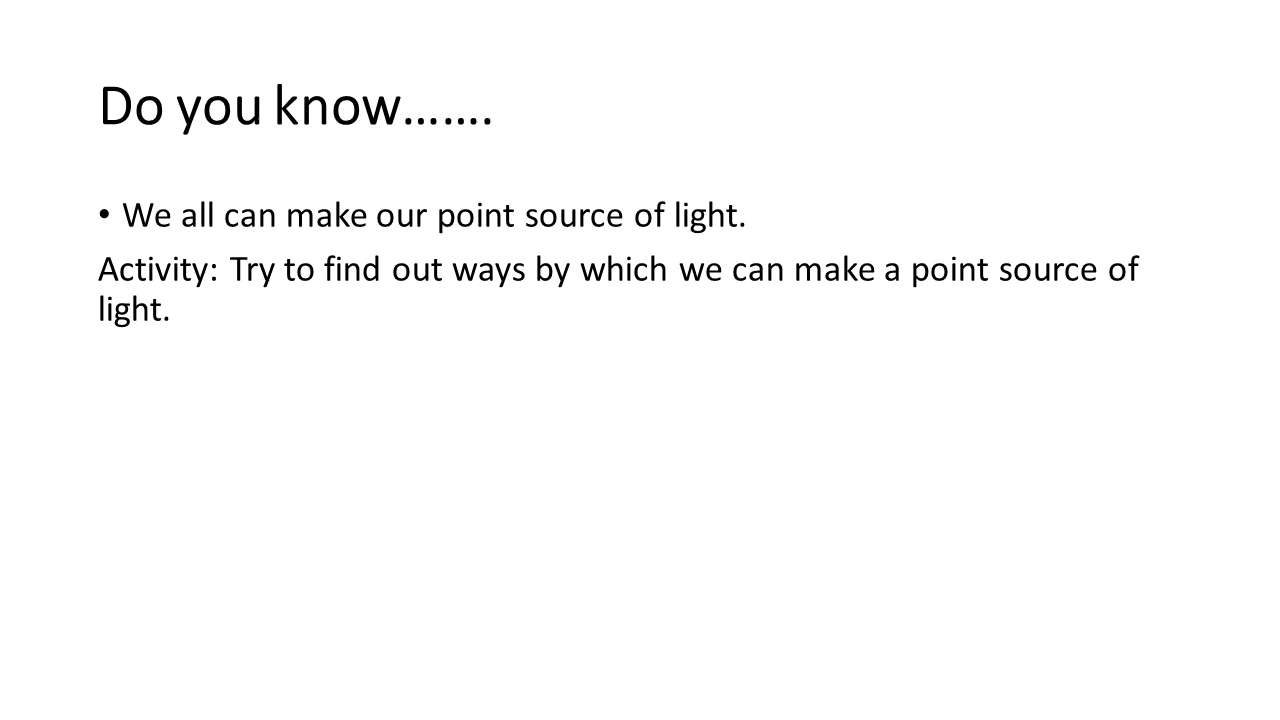 Do you know…….
• We all can make our point source of light.
Activity: Try to find out ways by which we can make a point source of
light.